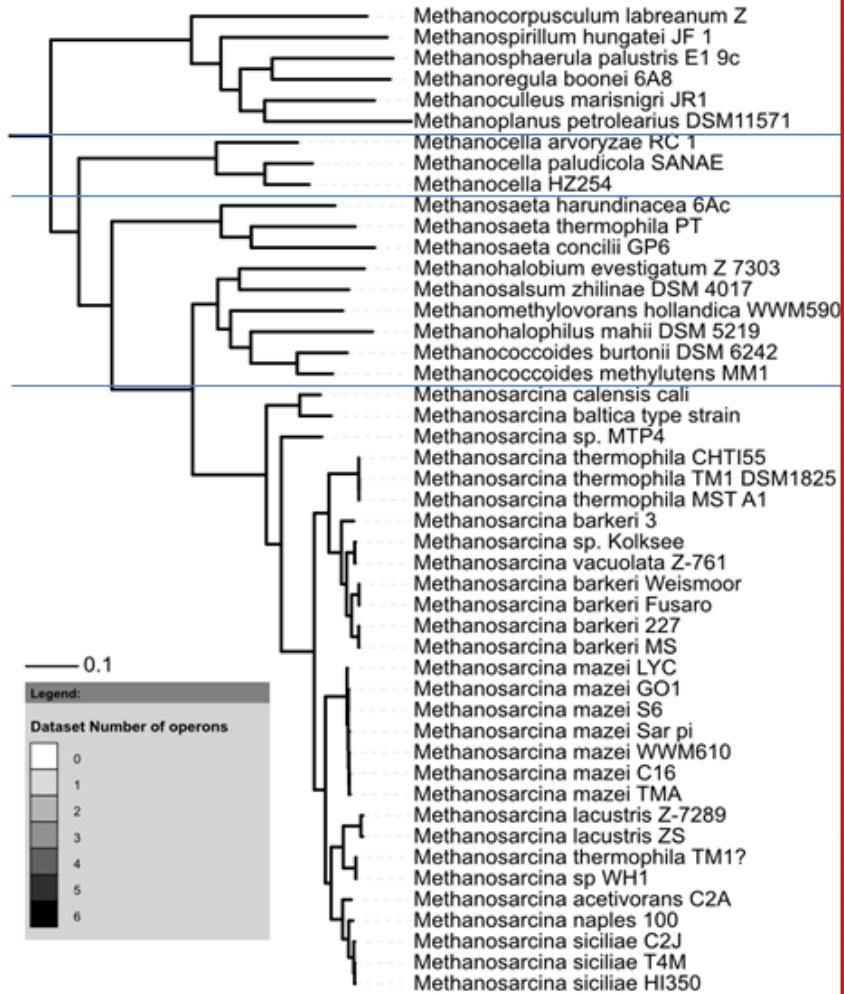 Methanocorpusculum labreanum Z
Methanospirillum hungatei JF 1
Methanosphaerula palustris E1 9c
Methanoregula boonei 6A8
Methanoculleus marisnigri JR1
Methanoplanus petrolearius DSM11571
Methanocella arvoryzae RC 1
Methanocella paludicola SANAE
Methanocella HZ254
Methanosaeta harundinacea 6Ac
Methanosaeta thermophila PT
Methanosaeta concilii GP6
Methanohalobium evestigatum Z 7303
Methanosalsum zhilinae DSM 4017
Methanomethylovorans hollandica WWM590
Methanohalophilus mahii DSM 5219
Methanococcoides burtonii DSM 6242
Methanococcoides methylutens MM1
Methanosarcina calensis cali
Methanosarcina baltica type strain
Methanosarcina sp. MTP4
Methanosarcina thermophila CHTI55
Methanosarcina thermophila TM1 DSM1825
Methanosarcina thermophila MST A1
Methanosarcina barkeri 3
Methanosarcina sp. Kolksee
Methanosarcina vacuolata Z-761
Methanosarcina barkeri Weismoor
Methanosarcina barkeri Fusaro
Methanosarcina barkeri 227
Methanosarcina barkeri MS
Methanosarcina mazei LYC
Methanosarcina mazei GO1
Methanosarcina mazei S6
Methanosarcina mazei Sar pi
Methanosarcina mazei WWM610
Methanosarcina mazei C16
Methanosarcina mazei TMA
Methanosarcina lacustris Z-7289
Methanosarcina lacustris ZS
Methanosarcina thermophila TM1?
Methanosarcina sp WH1
Methanosarcina acetivorans C2A
Methanosarcina naples 100
Methanosarcina siciliae C2J
Methanosarcina siciliae T4M
Methanosarcina siciliae HI350
0.1
Legend:
Dataset Number of operons
0
1
2
3
4
5
6